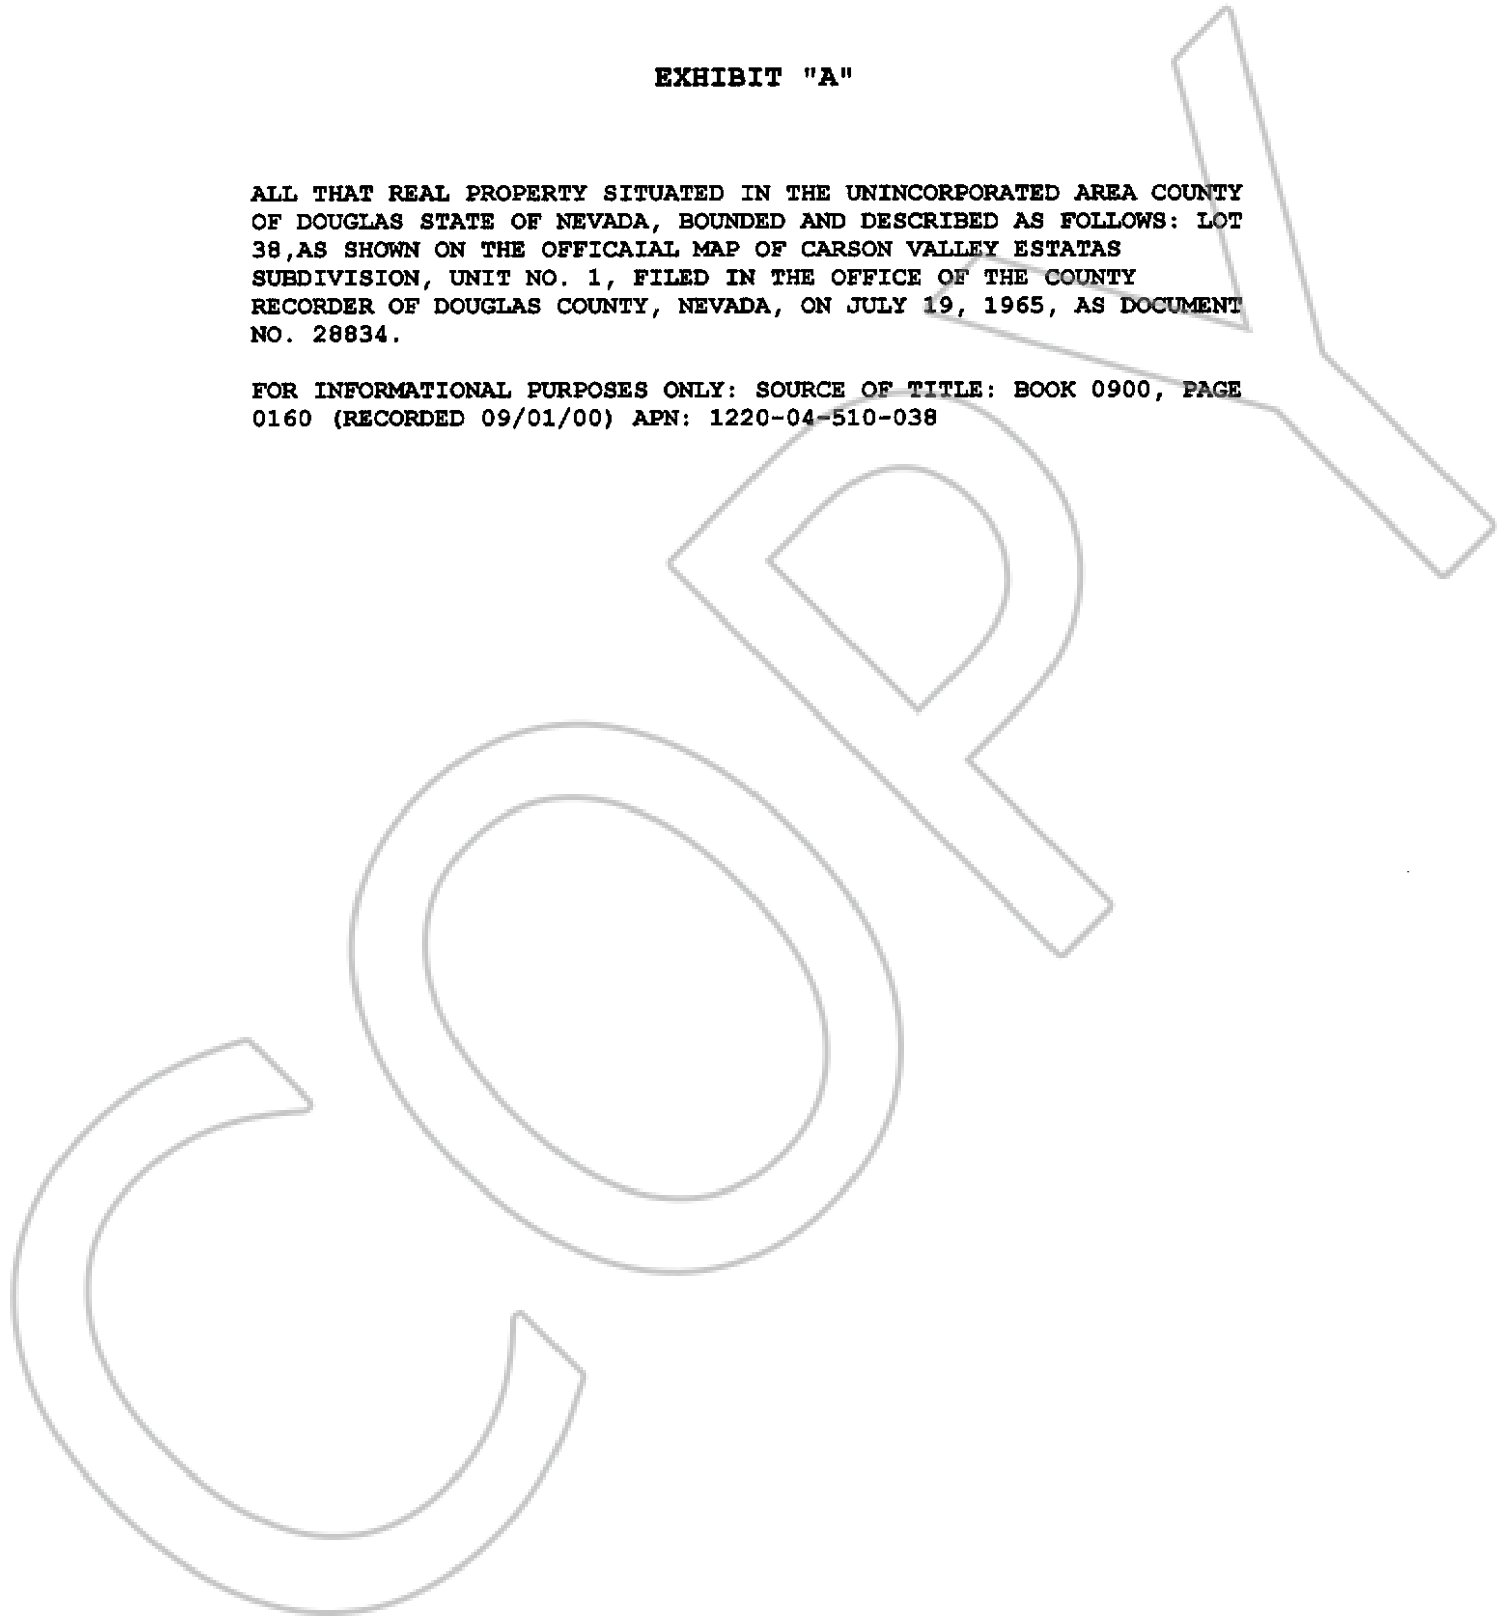 EXHIBIT "A"
ALL THAT REAL PROPERTY SITUATED IN THE UNINCORPORATED AREA COUNTY
OF DOUGLAS STATE OF NEVADA, BOUNDED AND DESCRIBED AS FOLLOWS: LOT
38,AS SHOWN ON THE OFFICAIAL MAP OF CARSON VALLEY ESTATAS
SUBDIVISION, UNIT NO. 1, FILED IN THE OFFICE OF THE COUNTY
RECORDER OF DOUGLAS COUNTY, NEVADA, ON JULY 19, 1965, AS DOCUMENT
NO. 28834.
FOR INFORMATIONAL PURPOSES ONLY: SOURCE OF TITLE: BOOK 0900, PAGE
0160 (RECORDED 09/01/00) APN: 1220-04-510-038
COPY